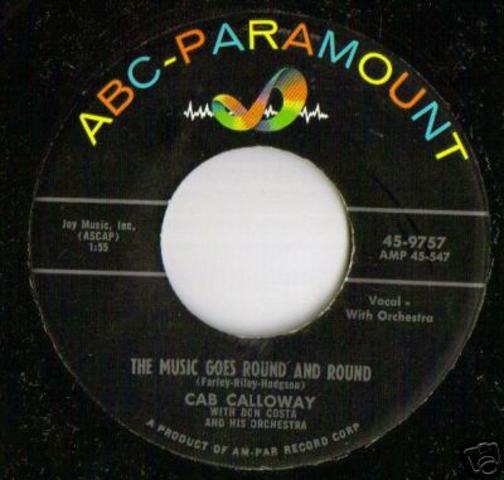 ABC-PARAMOUNT
Joy Music, Inc.
(ASCAP)
1:55
45-9757
AMP 45-547
Vocal -
With Orchestra
THE MUSIC GOES ROUND AND ROUND
(Farley-Riley-Hodgson)
CAB CALLOWAY
WITH DON COSTA
AND HIS ORCHESTRA
A PRODUCT OF AM-PAR RECORD CORP